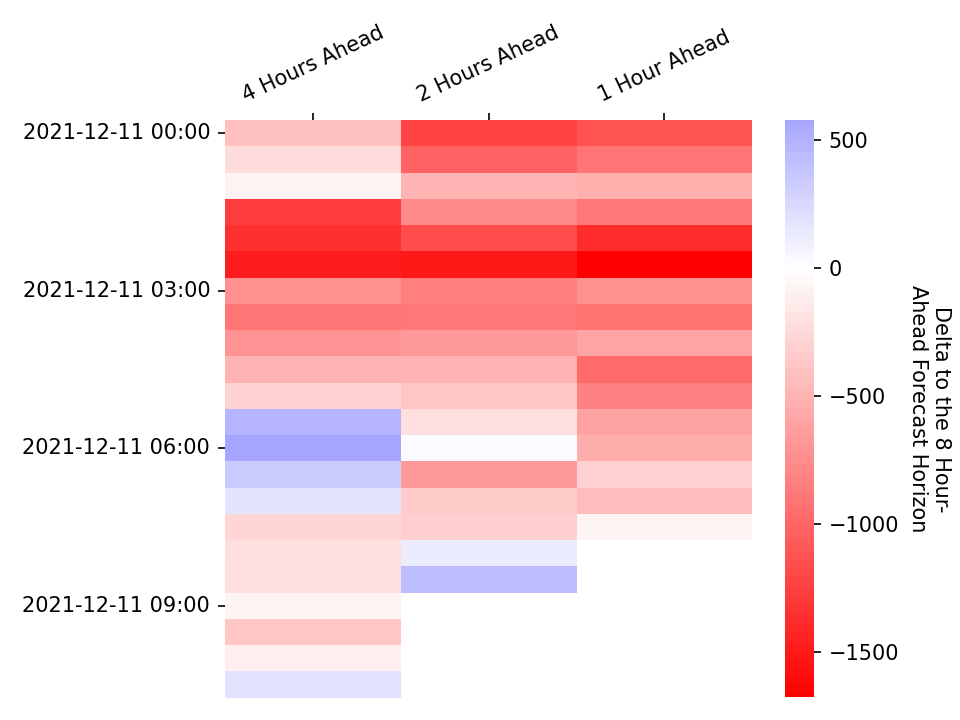 4 Hours Ahead
2 Hours Ahead
1 Hour Ahead
2021-12-11 00:00
2021-12-11 03:00
2021-12-11 06:00
2021-12-11 09:00
500
0
−500
−1000
−1500
Delta to the 8 Hour-
Ahead Forecast Horizon